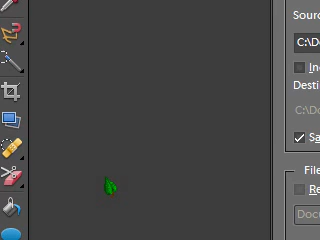 Sourc
C:\Do
In
Desti
C:\Do
Sa
File
Re
Docu